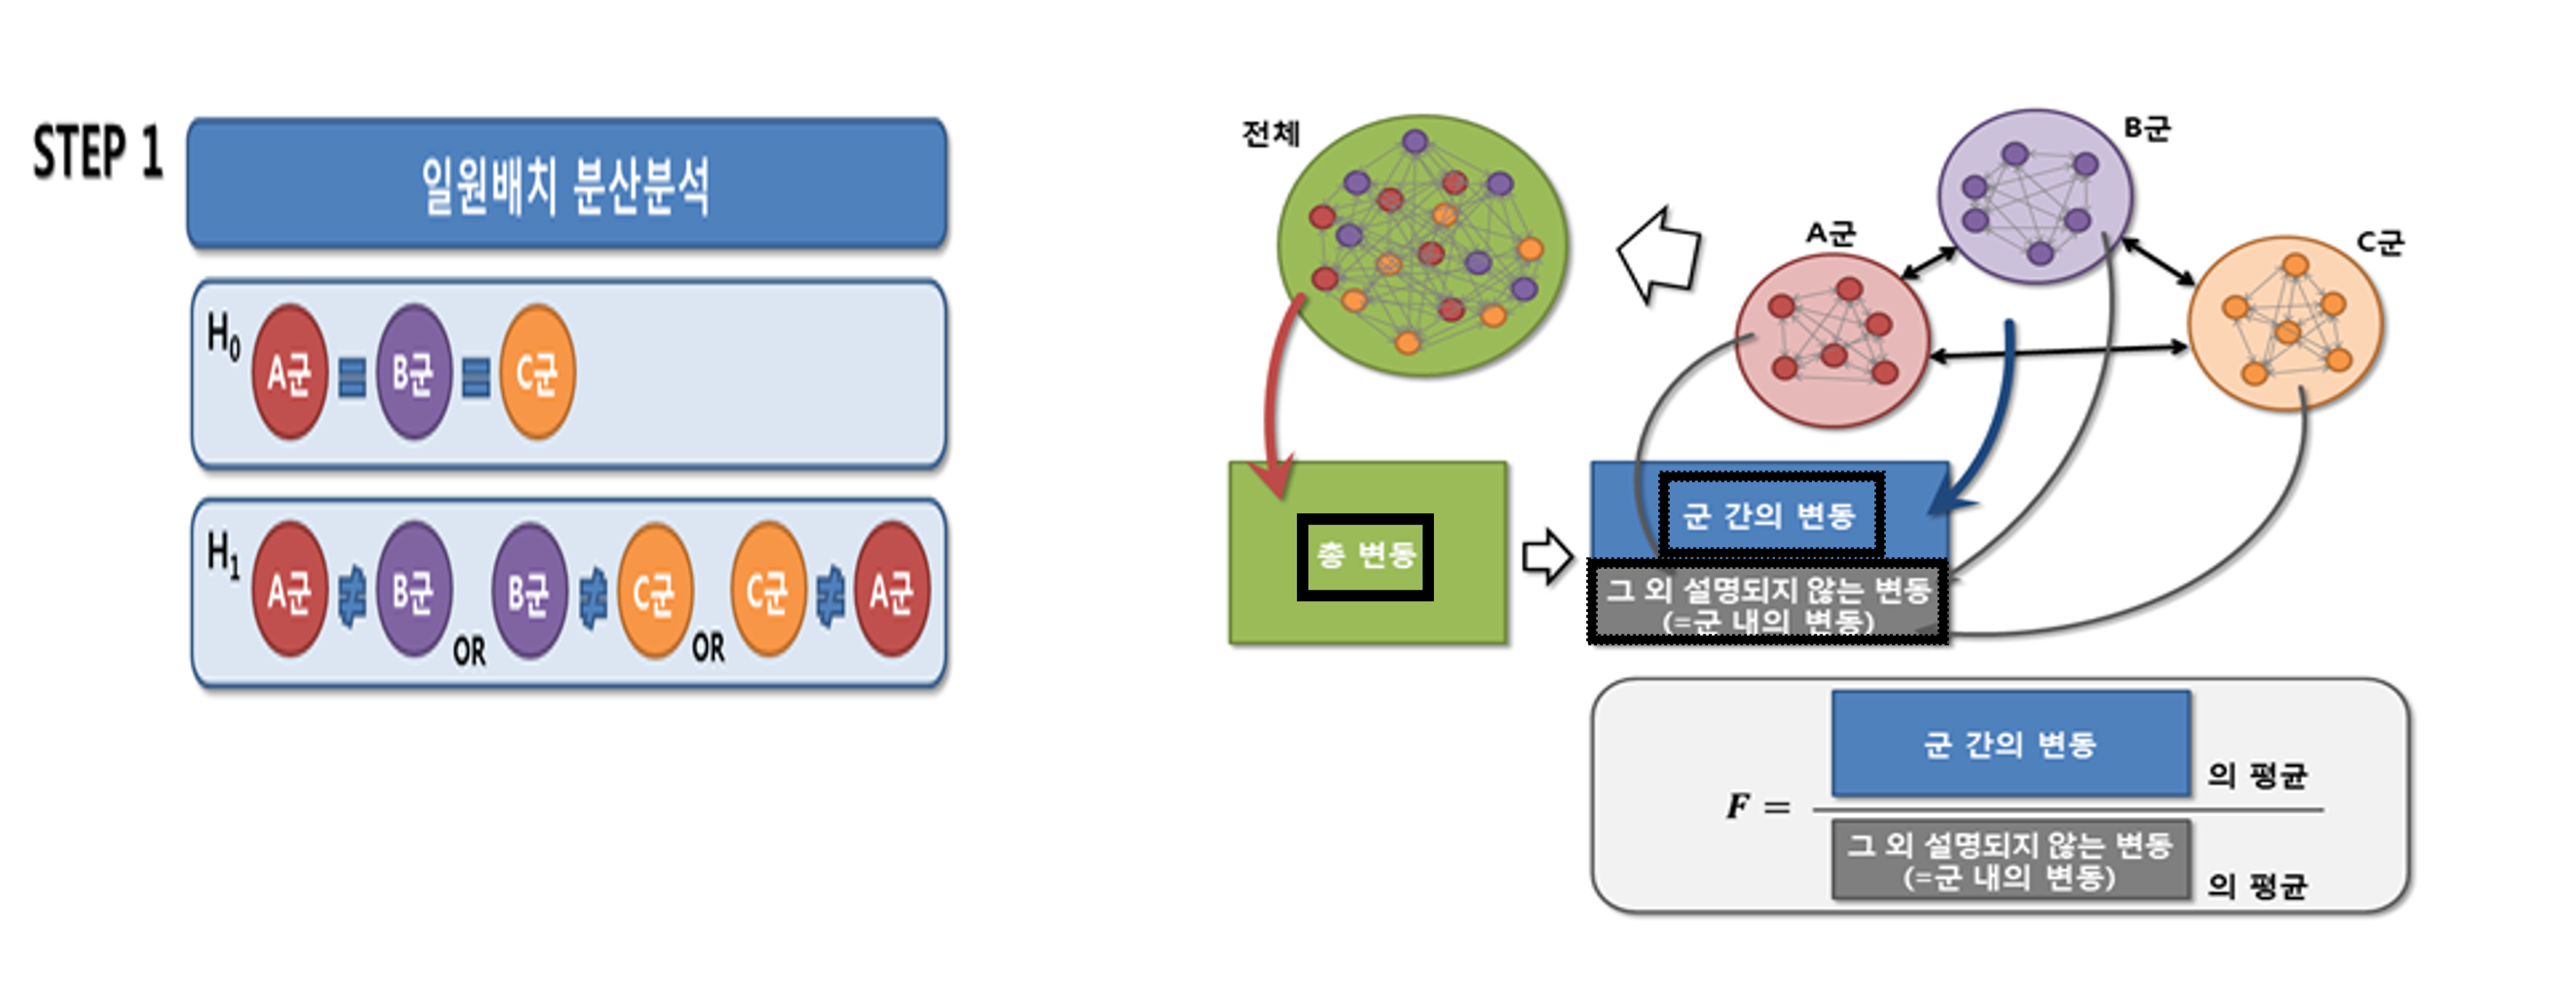 STEP 1
일원배치 분산분석
H0 A군 ≡ B군 ≡ C군
H1 A군 ≢ B군 OR B군 ≢ C군 OR C군 ≢ A군
전체
A군
B군
C군
총 변동
군 간의 변동
그 외 설명되지 않는 변동
(=군 내의 변동)
F =
군 간의 변동
의 평균
그 외 설명되지 않는 변동
(=군 내의 변동)
의 평균